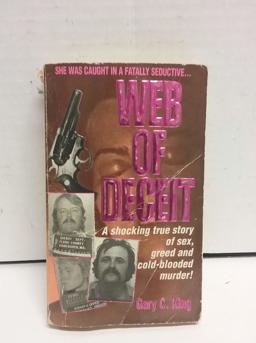 SHE WAS CAUGHT IN A FATALLY SEDUCTIVE...
WEB
OF
DECEIT
A shocking true story
of sex,
greed and
cold-blooded
murder!
Gary C. King